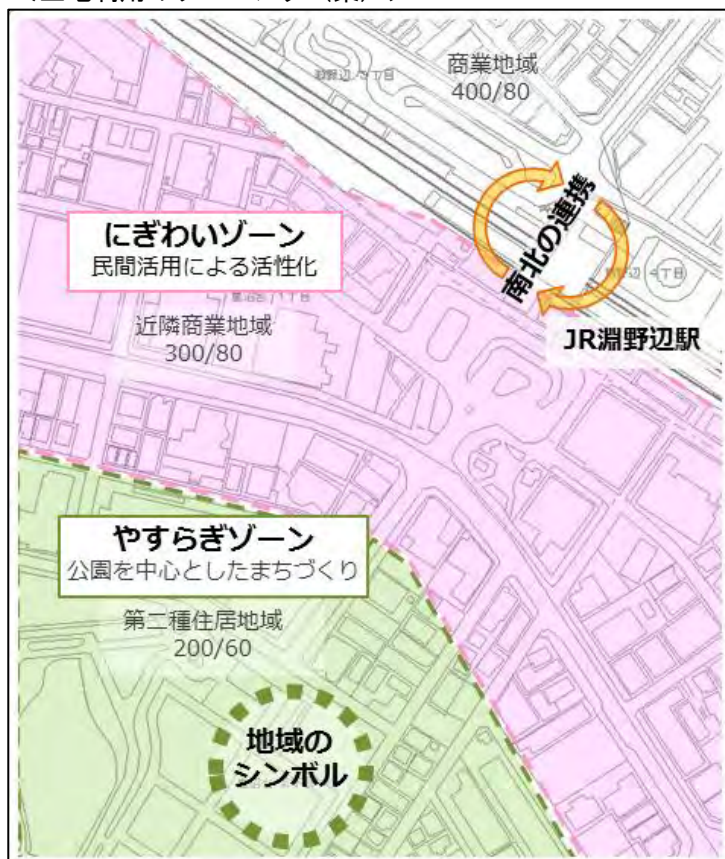 商業地域
400/80
南北の連携
JR淵野辺駅
にぎわいゾーン
民間活用による活性化
近隣商業地域
300/80
やすらぎゾーン
公園を中心としたまちづくり
第二種住居地域
200/60
地域の
シンボル